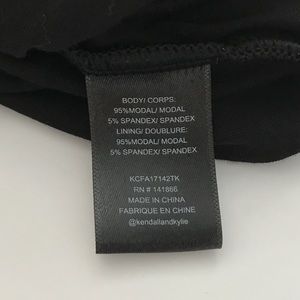 BODY/ CORPS:
95%MODAL/ MODAL
5% SPANDEX/ SPANDEX
LINING/ DOUBLURE:
95%MODAL/ MODAL
5% SPANDEX/ SPANDEX
KCFA17142TK
RN # 141866
MADE IN CHINA
FABRIQUE EN CHINE
@kendallandkylie